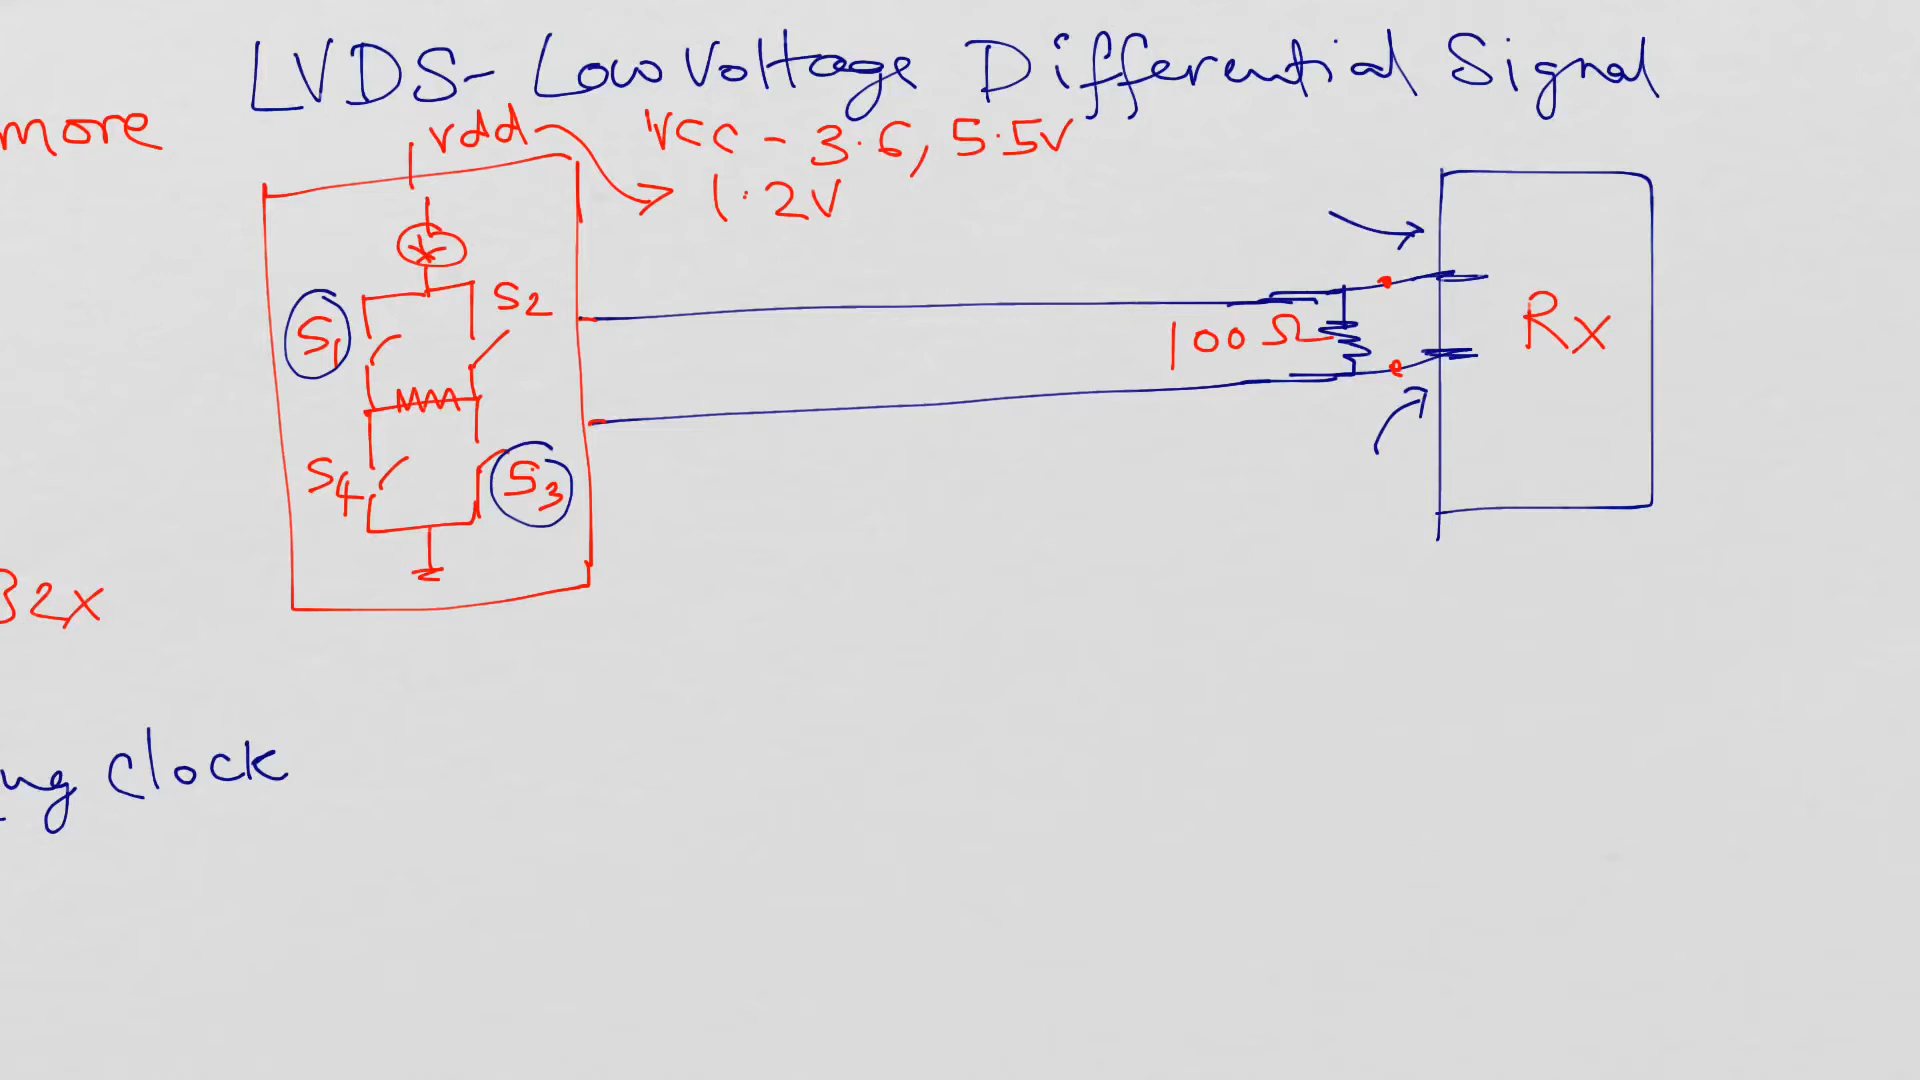 LVDS - Low Voltage Differential Signal
more
vdd
VCC - 3.6, 5.5V
1.2V
S1
S2
100Ω
Rx
S4
S3
32x
ng clock